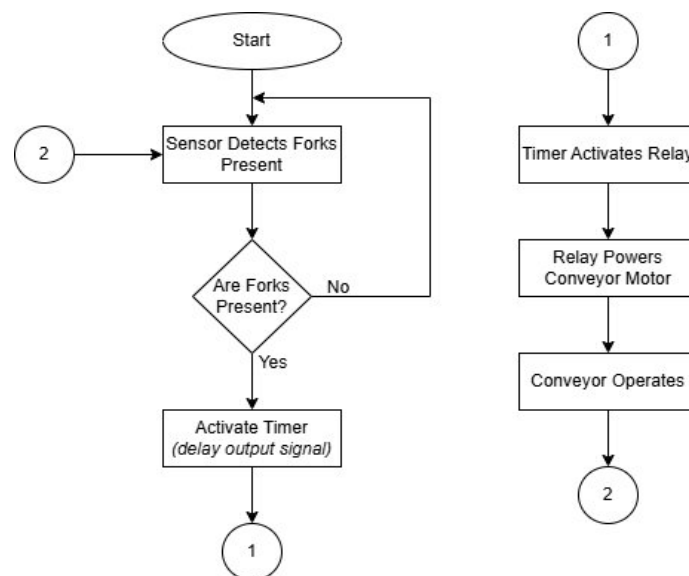 Start
2
Sensor Detects Forks
Present
Are Forks
Present?
No
Yes
Activate Timer
(delay output signal)
1
1
Timer Activates Relay
Relay Powers
Conveyor Motor
Conveyor Operates
2